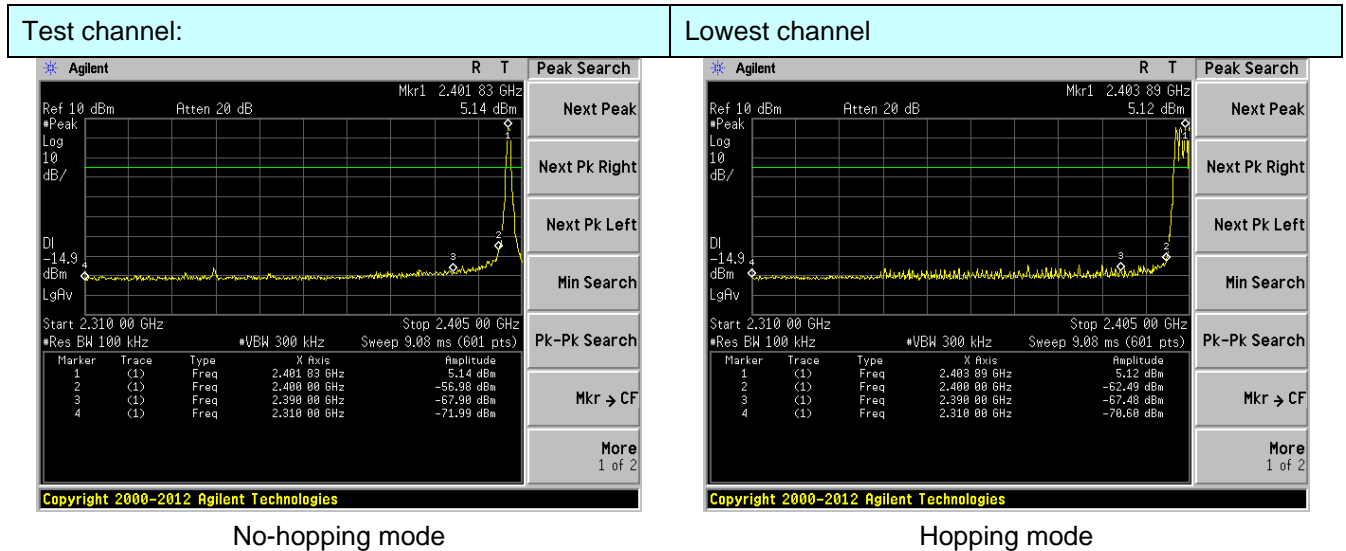 Test channel: Lowest channel
Agilent R T Peak Search
Mkr1 2.401 83 GHz
Ref 10 dBm Atten 20 dB 5.14 dBm
#Peak
Log
10
dB/
DI
-14.9
dBm
LgAv
1
2
3
4
Start 2.310 00 GHz Stop 2.405 00 GHz
#Res BW 100 kHz #VBW 300 kHz Sweep 9.08 ms (601 pts)
Marker Trace Type X Axis Amplitude
1 (1) Freq 2.401 83 GHz 5.14 dBm
2 (1) Freq 2.400 00 GHz -56.98 dBm
3 (1) Freq 2.390 00 GHz -67.90 dBm
4 (1) Freq 2.310 00 GHz -71.99 dBm
Next Peak
Next Pk Right
Next Pk Left
Min Search
Pk-Pk Search
Mkr → CF
More
1 of 2
Copyright 2000-2012 Agilent Technologies
No-hopping mode
Agilent R T Peak Search
Mkr1 2.403 89 GHz
Ref 10 dBm Atten 20 dB 5.12 dBm
#Peak
Log
10
dB/
DI
-14.9
dBm
LgAv
1
2
3
4
Start 2.310 00 GHz Stop 2.405 00 GHz
#Res BW 100 kHz #VBW 300 kHz Sweep 9.08 ms (601 pts)
Marker Trace Type X Axis Amplitude
1 (1) Freq 2.403 89 GHz 5.12 dBm
2 (1) Freq 2.400 00 GHz -62.49 dBm
3 (1) Freq 2.390 00 GHz -67.48 dBm
4 (1) Freq 2.310 00 GHz -70.60 dBm
Next Peak
Next Pk Right
Next Pk Left
Min Search
Pk-Pk Search
Mkr → CF
More
1 of 2
Copyright 2000-2012 Agilent Technologies
Hopping mode